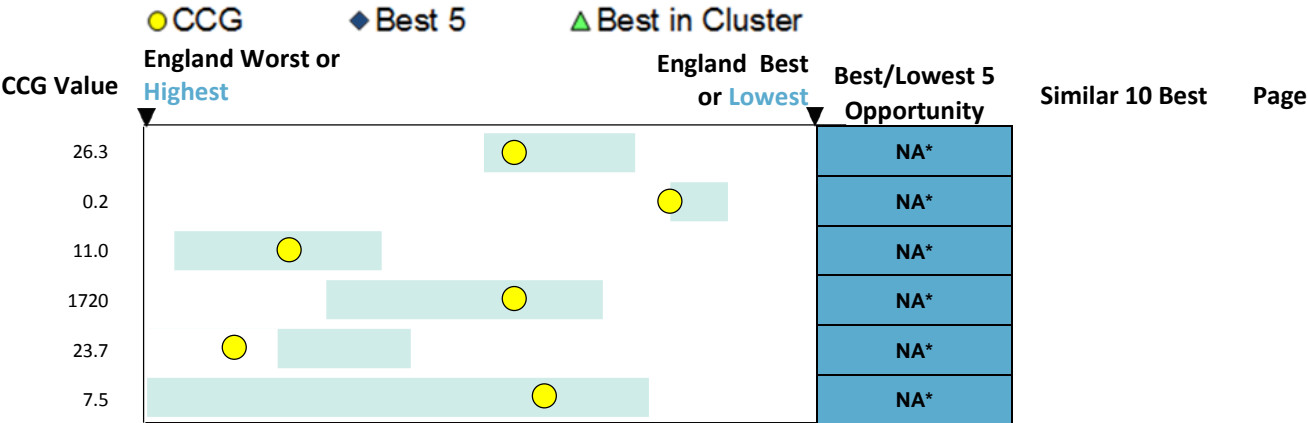 CCG Best 5 Best in Cluster
CCG Value
England Worst or
Highest
England Best
or Lowest
Best/Lowest 5
Opportunity
Similar 10 Best
Page
26.3 NA*
0.2 NA*
11.0 NA*
1720 NA*
23.7 NA*
7.5 NA*